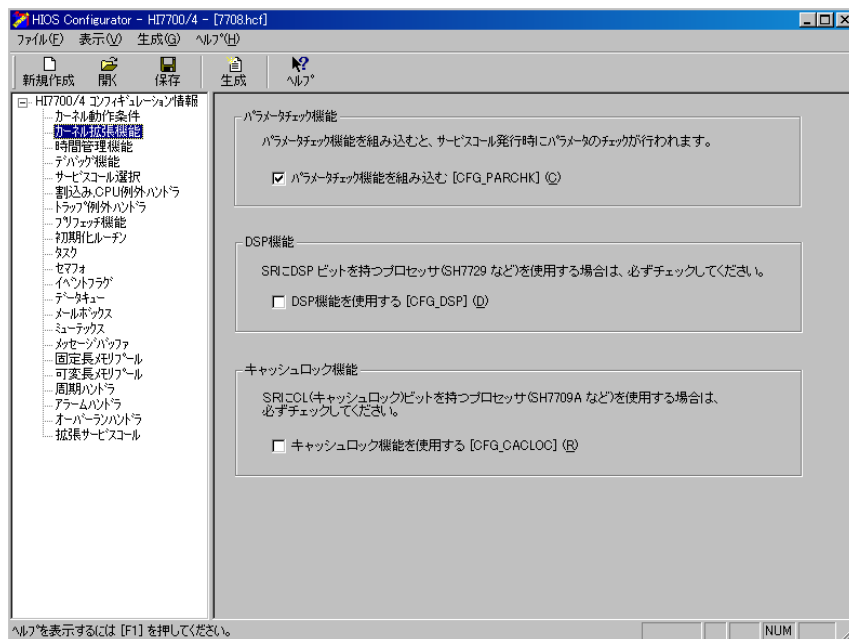 HIOS Configurator - HI7700/4 - [7708.hcf]
ﾌｧｲﾙ(F) 表示(V) 生成(G) ﾍﾙﾌﾟ(H)
新規作成 開く 保存 生成 ﾍﾙﾌﾟ
HI7700/4 ｺﾝﾌｨｷﾞｭﾚｰｼｮﾝ情報
ｶｰﾈﾙ動作条件
ｶｰﾈﾙ拡張機能
時間管理機能
ﾃﾞﾊﾞｯｸﾞ機能
ｻｰﾋﾞｽｺｰﾙ選択
割込み,CPU例外ﾊﾝﾄﾞﾗ
ﾄﾗｯﾌﾟ例外ﾊﾝﾄﾞﾗ
ﾌﾟﾘﾌｪｯﾁ機能
初期化ﾙｰﾁﾝ
ﾀｽｸ
ｾﾏﾌｫ
ｲﾍﾞﾝﾄﾌﾗｸﾞ
ﾃﾞｰﾀｷｭｰ
ﾒｰﾙﾎﾞｯｸｽ
ﾐｭｰﾃｯｸｽ
ﾒｯｾｰｼﾞﾊﾞｯﾌｧ
固定長ﾒﾓﾘﾌﾟｰﾙ
可変長ﾒﾓﾘﾌﾟｰﾙ
周期ﾊﾝﾄﾞﾗ
ｱﾗｰﾑﾊﾝﾄﾞﾗ
ｵｰﾊﾞｰﾗﾝﾊﾝﾄﾞﾗ
拡張ｻｰﾋﾞｽｺｰﾙ
ﾊﾟﾗﾒｰﾀﾁｪｯｸ機能
ﾊﾟﾗﾒｰﾀﾁｪｯｸ機能を組み込むと、ｻｰﾋﾞｽｺｰﾙ発行時にﾊﾟﾗﾒｰﾀのﾁｪｯｸが行われます。
ﾊﾟﾗﾒｰﾀﾁｪｯｸ機能を組み込む [CFG_PARCHK] (C)
DSP機能
SRにDSP ビットを持つプロセッサ(SH7729 など)を使用する場合は、必ずチェックしてください。
DSP機能を使用する [CFG_DSP] (D)
キャッシュロック機能
SRにCL(キャッシュロック)ビットを持つプロセッサ(SH7709A など)を使用する場合は、
必ずチェックしてください。
キャッシュロック機能を使用する [CFG_CACLOC] (R)
ﾍﾙﾌﾟを表示するには [F1] を押してください。
NUM